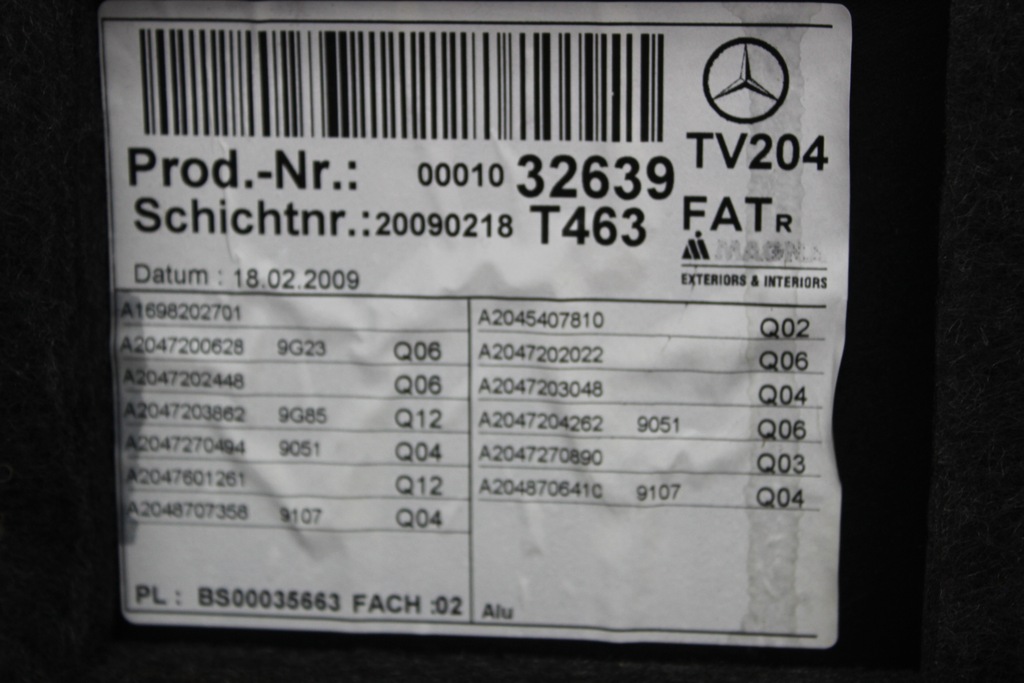 TV204
Prod.-Nr.: 00010 32639
Schichtnr.:20090218 T463
FATR
MAGNA
EXTERIORS & INTERIORS
Datum : 18.02.2009
A1698202701
A2047200628 9G23 Q06
A2047202448 Q06
A2047203862 9G85 Q12
A2047270494 9051 Q04
A2047601261 Q12
A2048707358 9107 Q04
A2045407810 Q02
A2047202022 Q06
A2047203048 Q04
A2047204262 9051 Q06
A2047270890 Q03
A2048706410 9107 Q04
PL : BS00035663 FACH :02
Alu